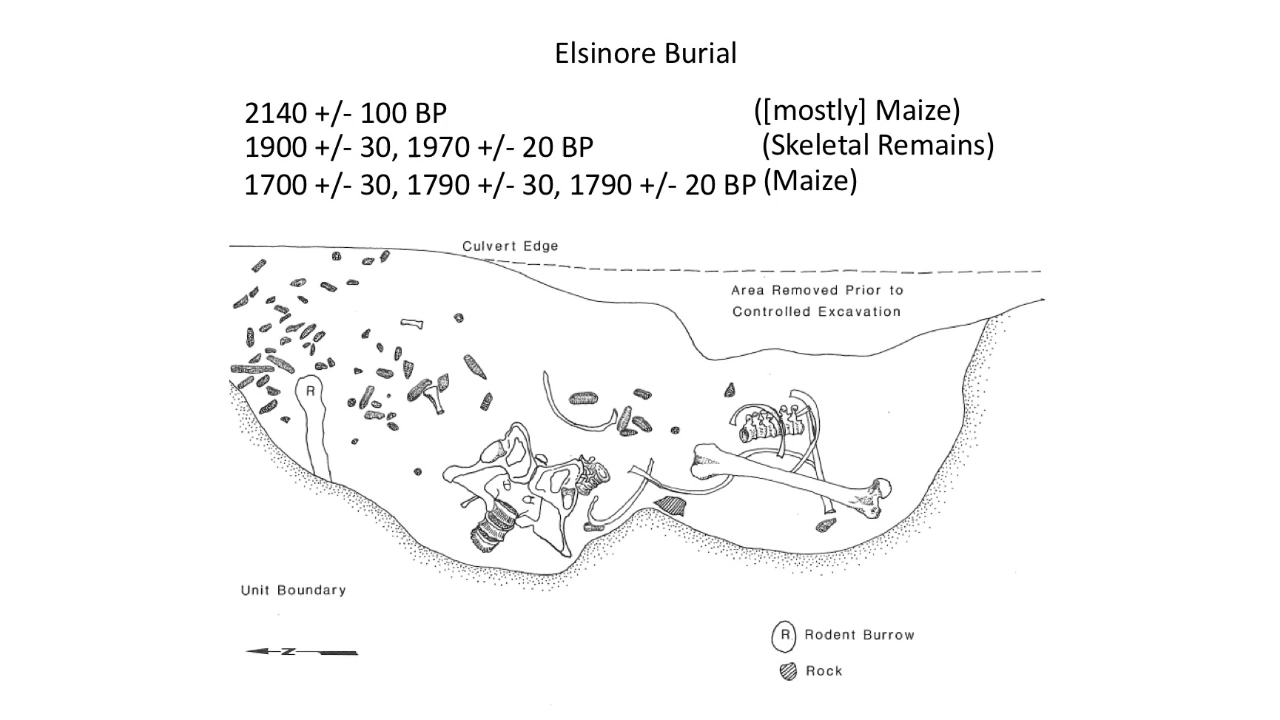 Elsinore Burial
2140 +/- 100 BP ([mostly] Maize)
1900 +/- 30, 1970 +/- 20 BP (Skeletal Remains)
1700 +/- 30, 1790 +/- 30, 1790 +/- 20 BP (Maize)
Culvert Edge
Area Removed Prior to
Controlled Excavation
R
Unit Boundary
N
R Rodent Burrow
Rock